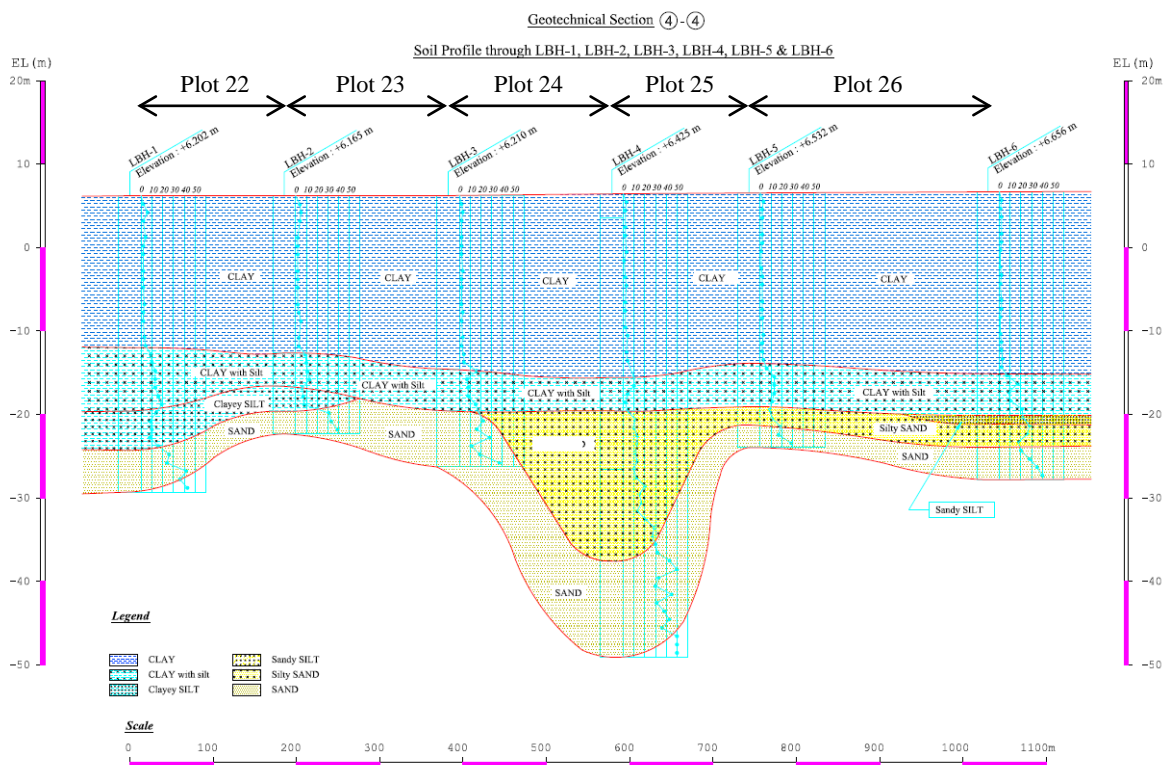 Geotechnical Section ④-④
Soil Profile through LBH-1, LBH-2, LBH-3, LBH-4, LBH-5 & LBH-6
EL(m)
EL(m)
20m
Plot 22
Plot 23
Plot 24
Plot 25
Plot 26
20m
LBH-1
Elevation : +6.202 m
LBH-2
Elevation : +6.165 m
LBH-3
Elevation : +6.210 m
LBH-4
Elevation : +6.425 m
LBH-5
Elevation : +6.532 m
LBH-6
Elevation : +6.656 m
10
10
0 10 20 30 40 50
0 10 20 30 40 50
0 10 20 30 40 50
0 10 20 30 40 50
0 10 20 30 40 50
0 10 20 30 40 50
0
0
CLAY
CLAY
CLAY
CLAY
CLAY
-10
-10
CLAY with Silt
CLAY with Silt
CLAY with Silt
CLAY with Silt
Clayey SILT
-20
-20
SAND
SAND
Silty SAND
SAND
-30
-30
Sandy SILT
-40
-40
SAND
-50
-50
Legend
CLAY
Sandy SILT
CLAY with silt
Silty SAND
Clayey SILT
SAND
Scale
0 100 200 300 400 500 600 700 800 900 1000 1100m